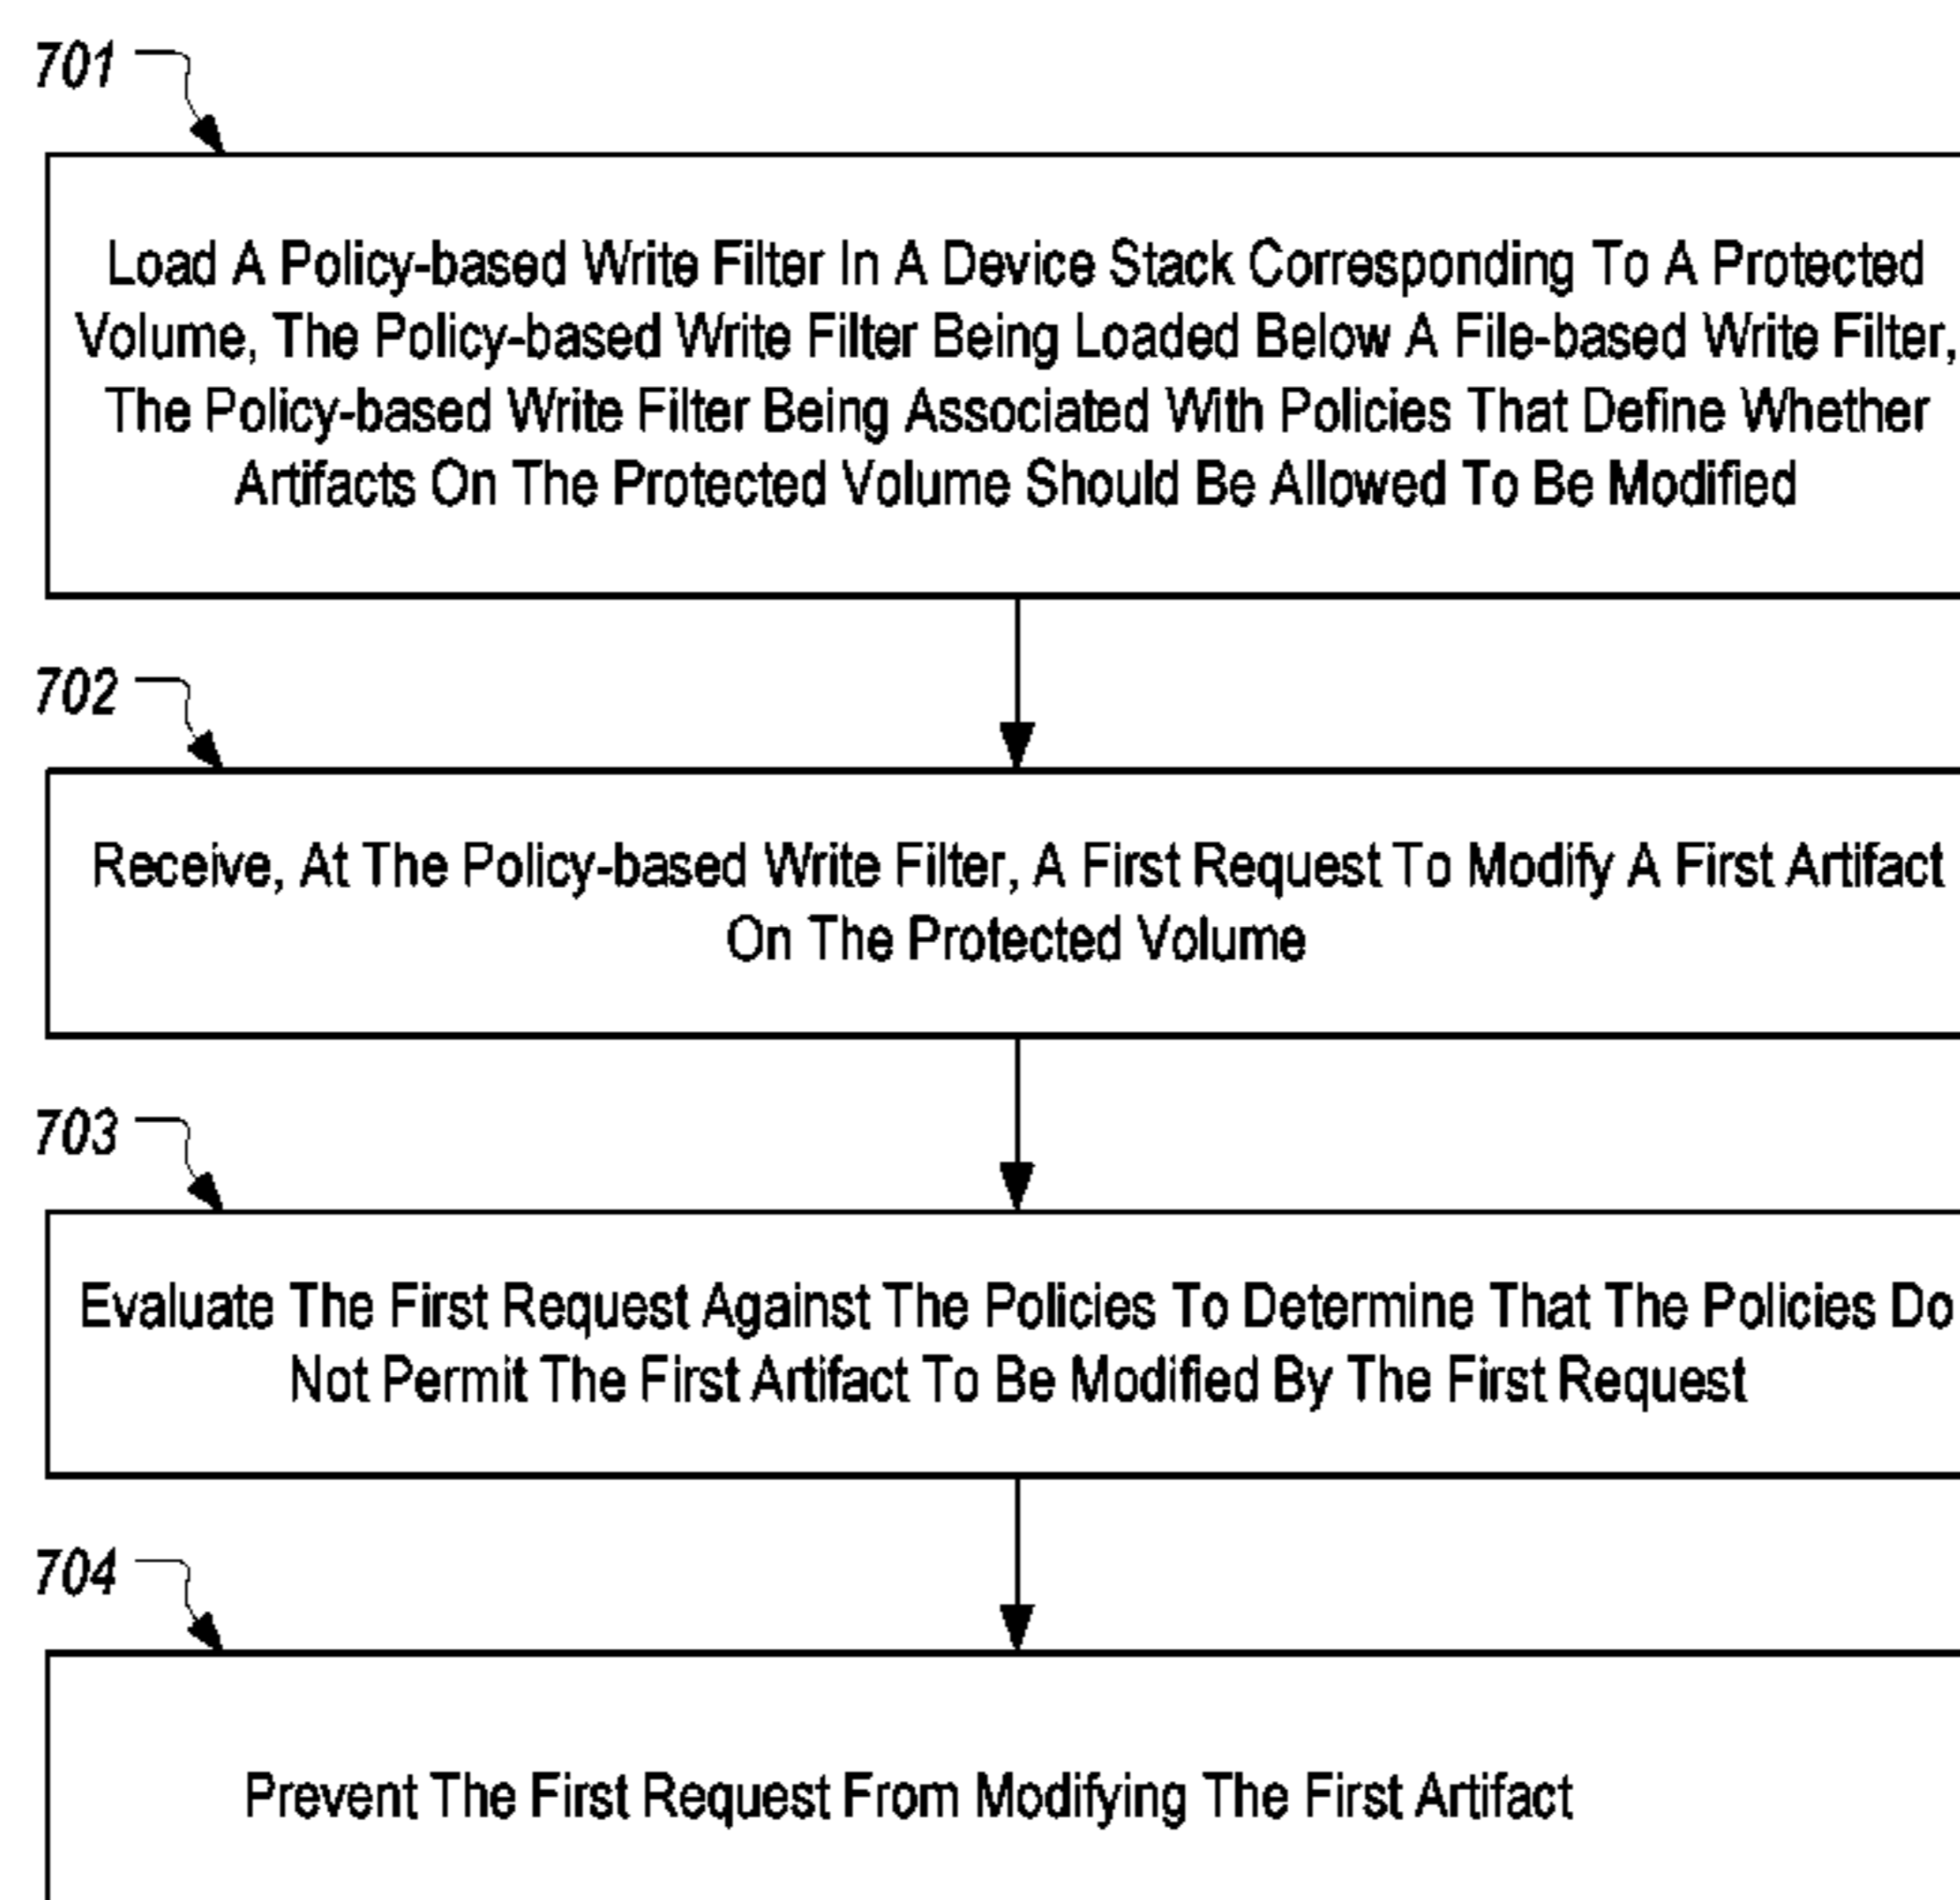 701
Load A Policy-based Write Filter In A Device Stack Corresponding To A Protected
Volume, The Policy-based Write Filter Being Loaded Below A File-based Write Filter,
The Policy-based Write Filter Being Associated With Policies That Define Whether
Artifacts On The Protected Volume Should Be Allowed To Be Modified
702
Receive, At The Policy-based Write Filter, A First Request To Modify A First Artifact
On The Protected Volume
703
Evaluate The First Request Against The Policies To Determine That The Policies Do
Not Permit The First Artifact To Be Modified By The First Request
704
Prevent The First Request From Modifying The First Artifact